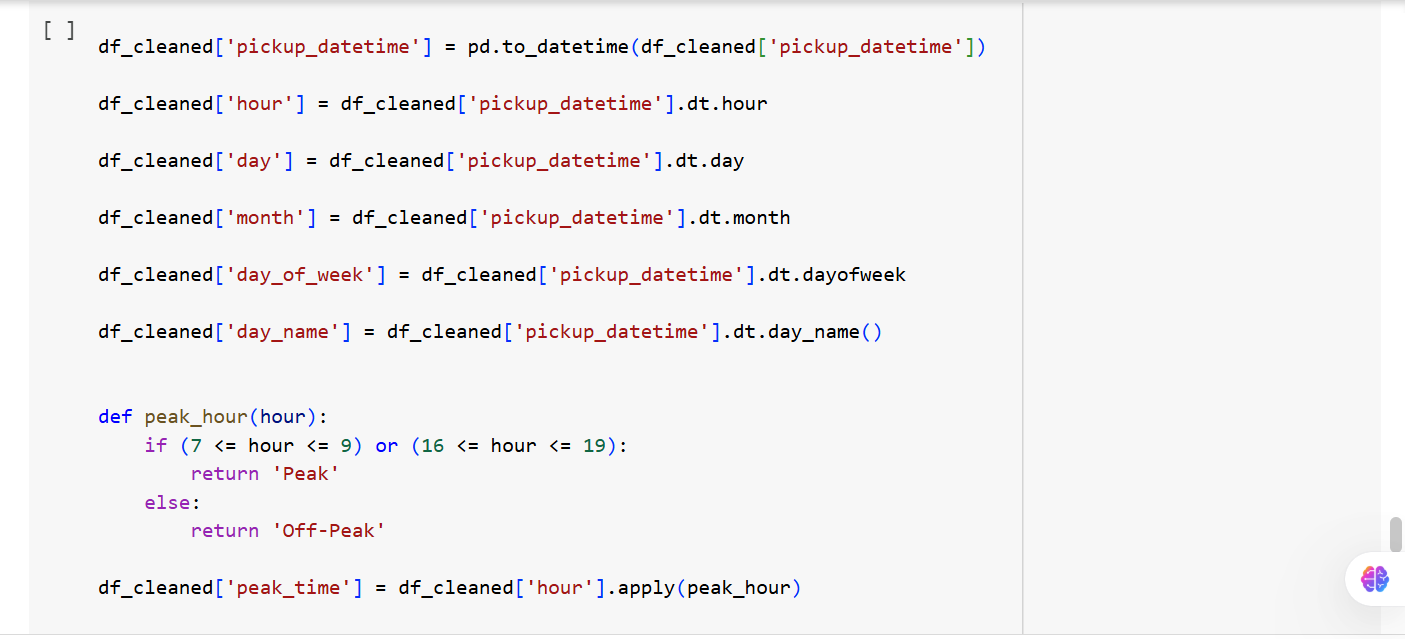 [ ]
df_cleaned['pickup_datetime'] = pd.to_datetime(df_cleaned['pickup_datetime'])
df_cleaned['hour'] = df_cleaned['pickup_datetime'].dt.hour
df_cleaned['day'] = df_cleaned['pickup_datetime'].dt.day
df_cleaned['month'] = df_cleaned['pickup_datetime'].dt.month
df_cleaned['day_of_week'] = df_cleaned['pickup_datetime'].dt.dayofweek
df_cleaned['day_name'] = df_cleaned['pickup_datetime'].dt.day_name()
def peak_hour(hour):
    if (7 <= hour <= 9) or (16 <= hour <= 19):
        return 'Peak'
    else:
        return 'Off-Peak'
df_cleaned['peak_time'] = df_cleaned['hour'].apply(peak_hour)